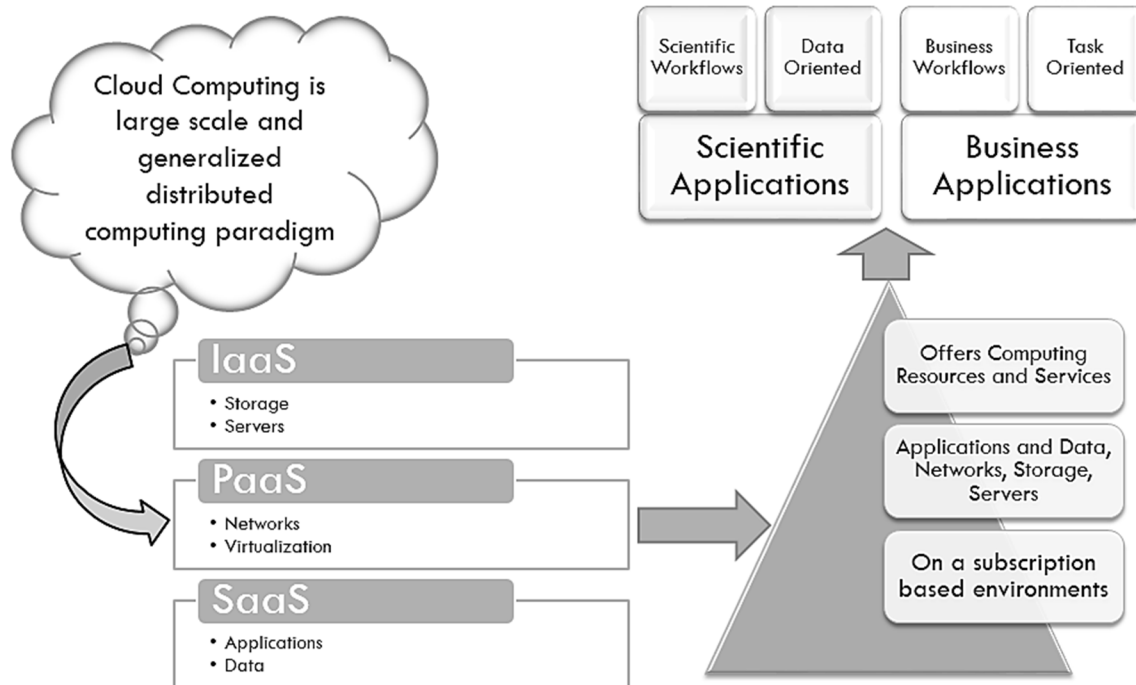 Cloud Computing is
large scale and
generalized
distributed
computing paradigm
IaaS
• Storage
• Servers
PaaS
• Networks
• Virtualization
SaaS
• Applications
• Data
Scientific
Workflows
Data
Oriented
Business
Workflows
Task
Oriented
Scientific
Applications
Business
Applications
Offers Computing
Resources and Services
Applications and Data,
Networks, Storage,
Servers
On a subscription
based environments